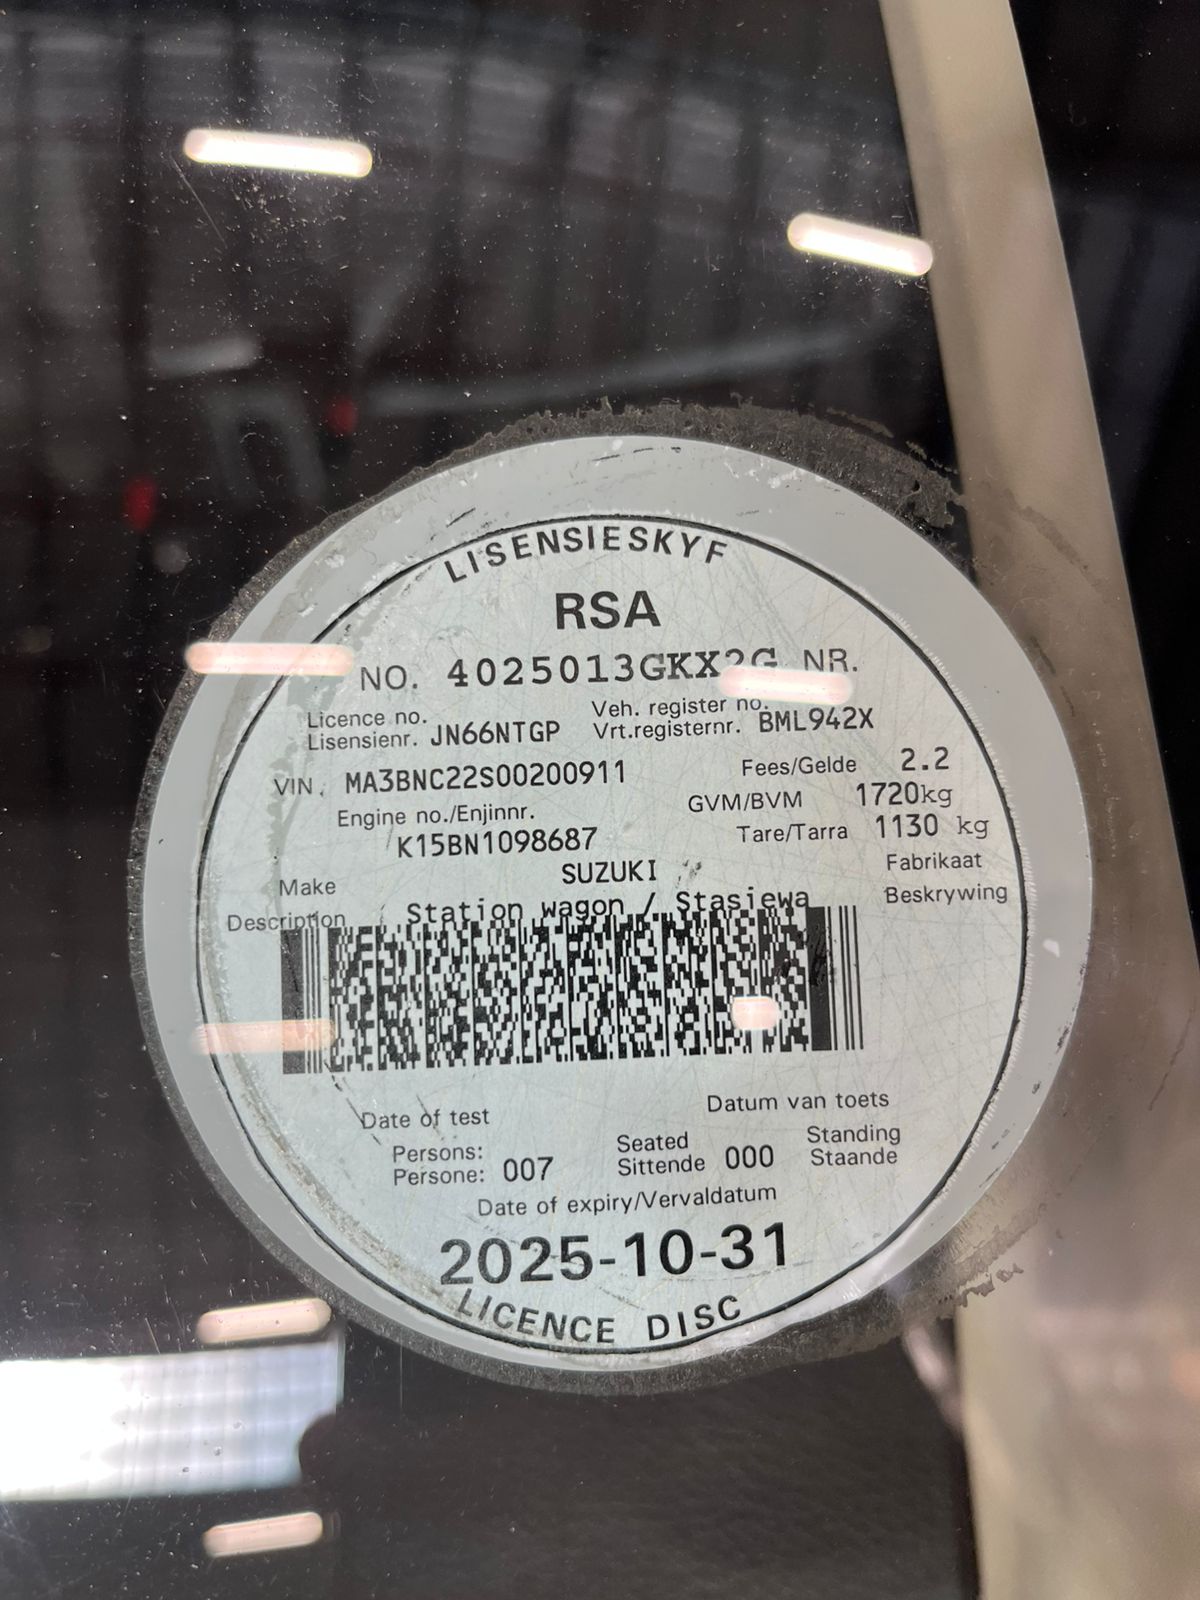 LISENSIESKYF
RSA
NO. 4025013GKX2G NR.
Licence no. Veh. register no.
Lisensienr. JN66NTGP Vrt.registernr. BML942X
VIN. MA3BNC22S00200911 Fees/Gelde 2.2
Engine no./Enjinnr. GVM/BVM 1720kg
K15BN1098687 Tare/Tarra 1130 kg
Make SUZUKI Fabrikaat
Description Station wagon / Stasiewa Beskrywing
Date of test Datum van toets
Persons: Seated Standing
Persone: 007 Sittende 000 Staande
Date of expiry/Vervaldatum
2025-10-31
LICENCE DISC